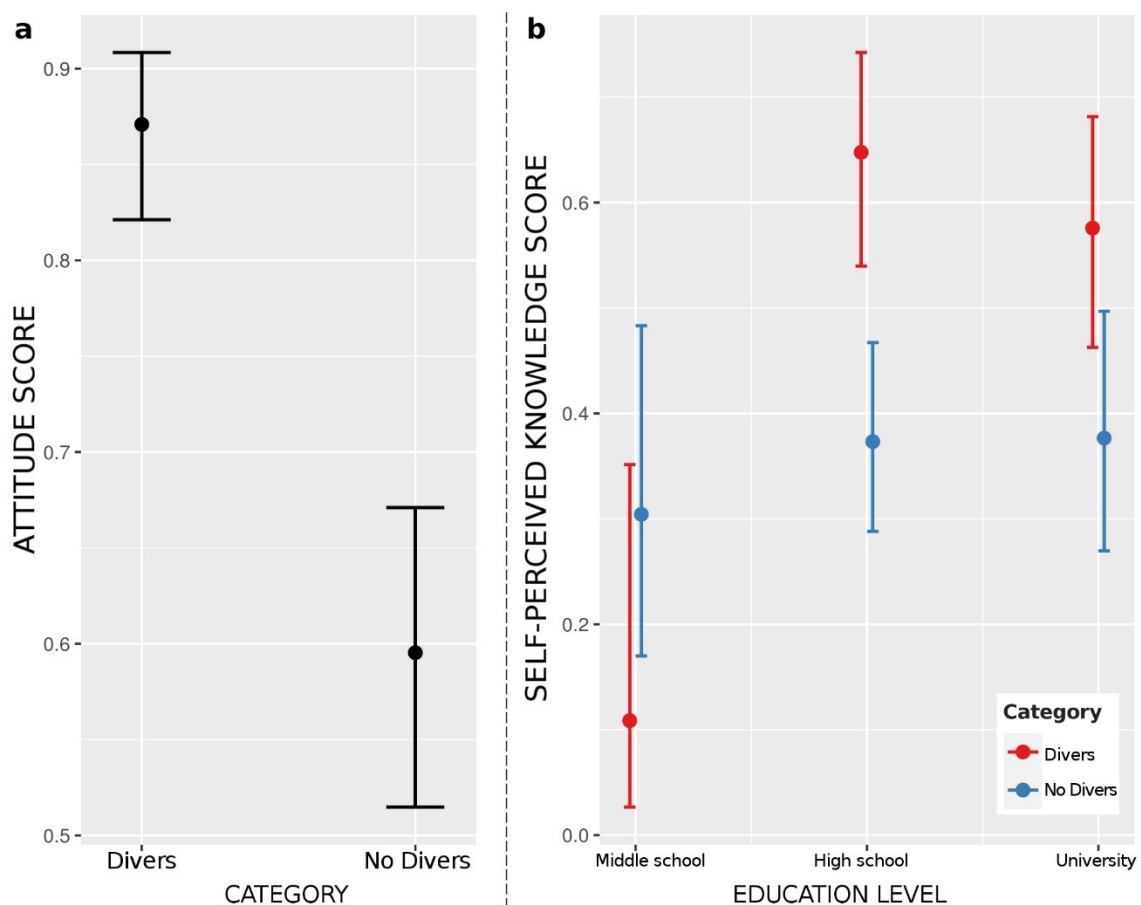 a
ATTITUDE SCORE
0.9
0.8
0.7
0.6
0.5
Divers
No Divers
CATEGORY
b
SELF-PERCEIVED KNOWLEDGE SCORE
0.6
0.4
0.2
0.0
Category
Divers
No Divers
Middle school
High school
University
EDUCATION LEVEL